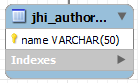 jhi_author...
name VARCHAR(50)
Indexes